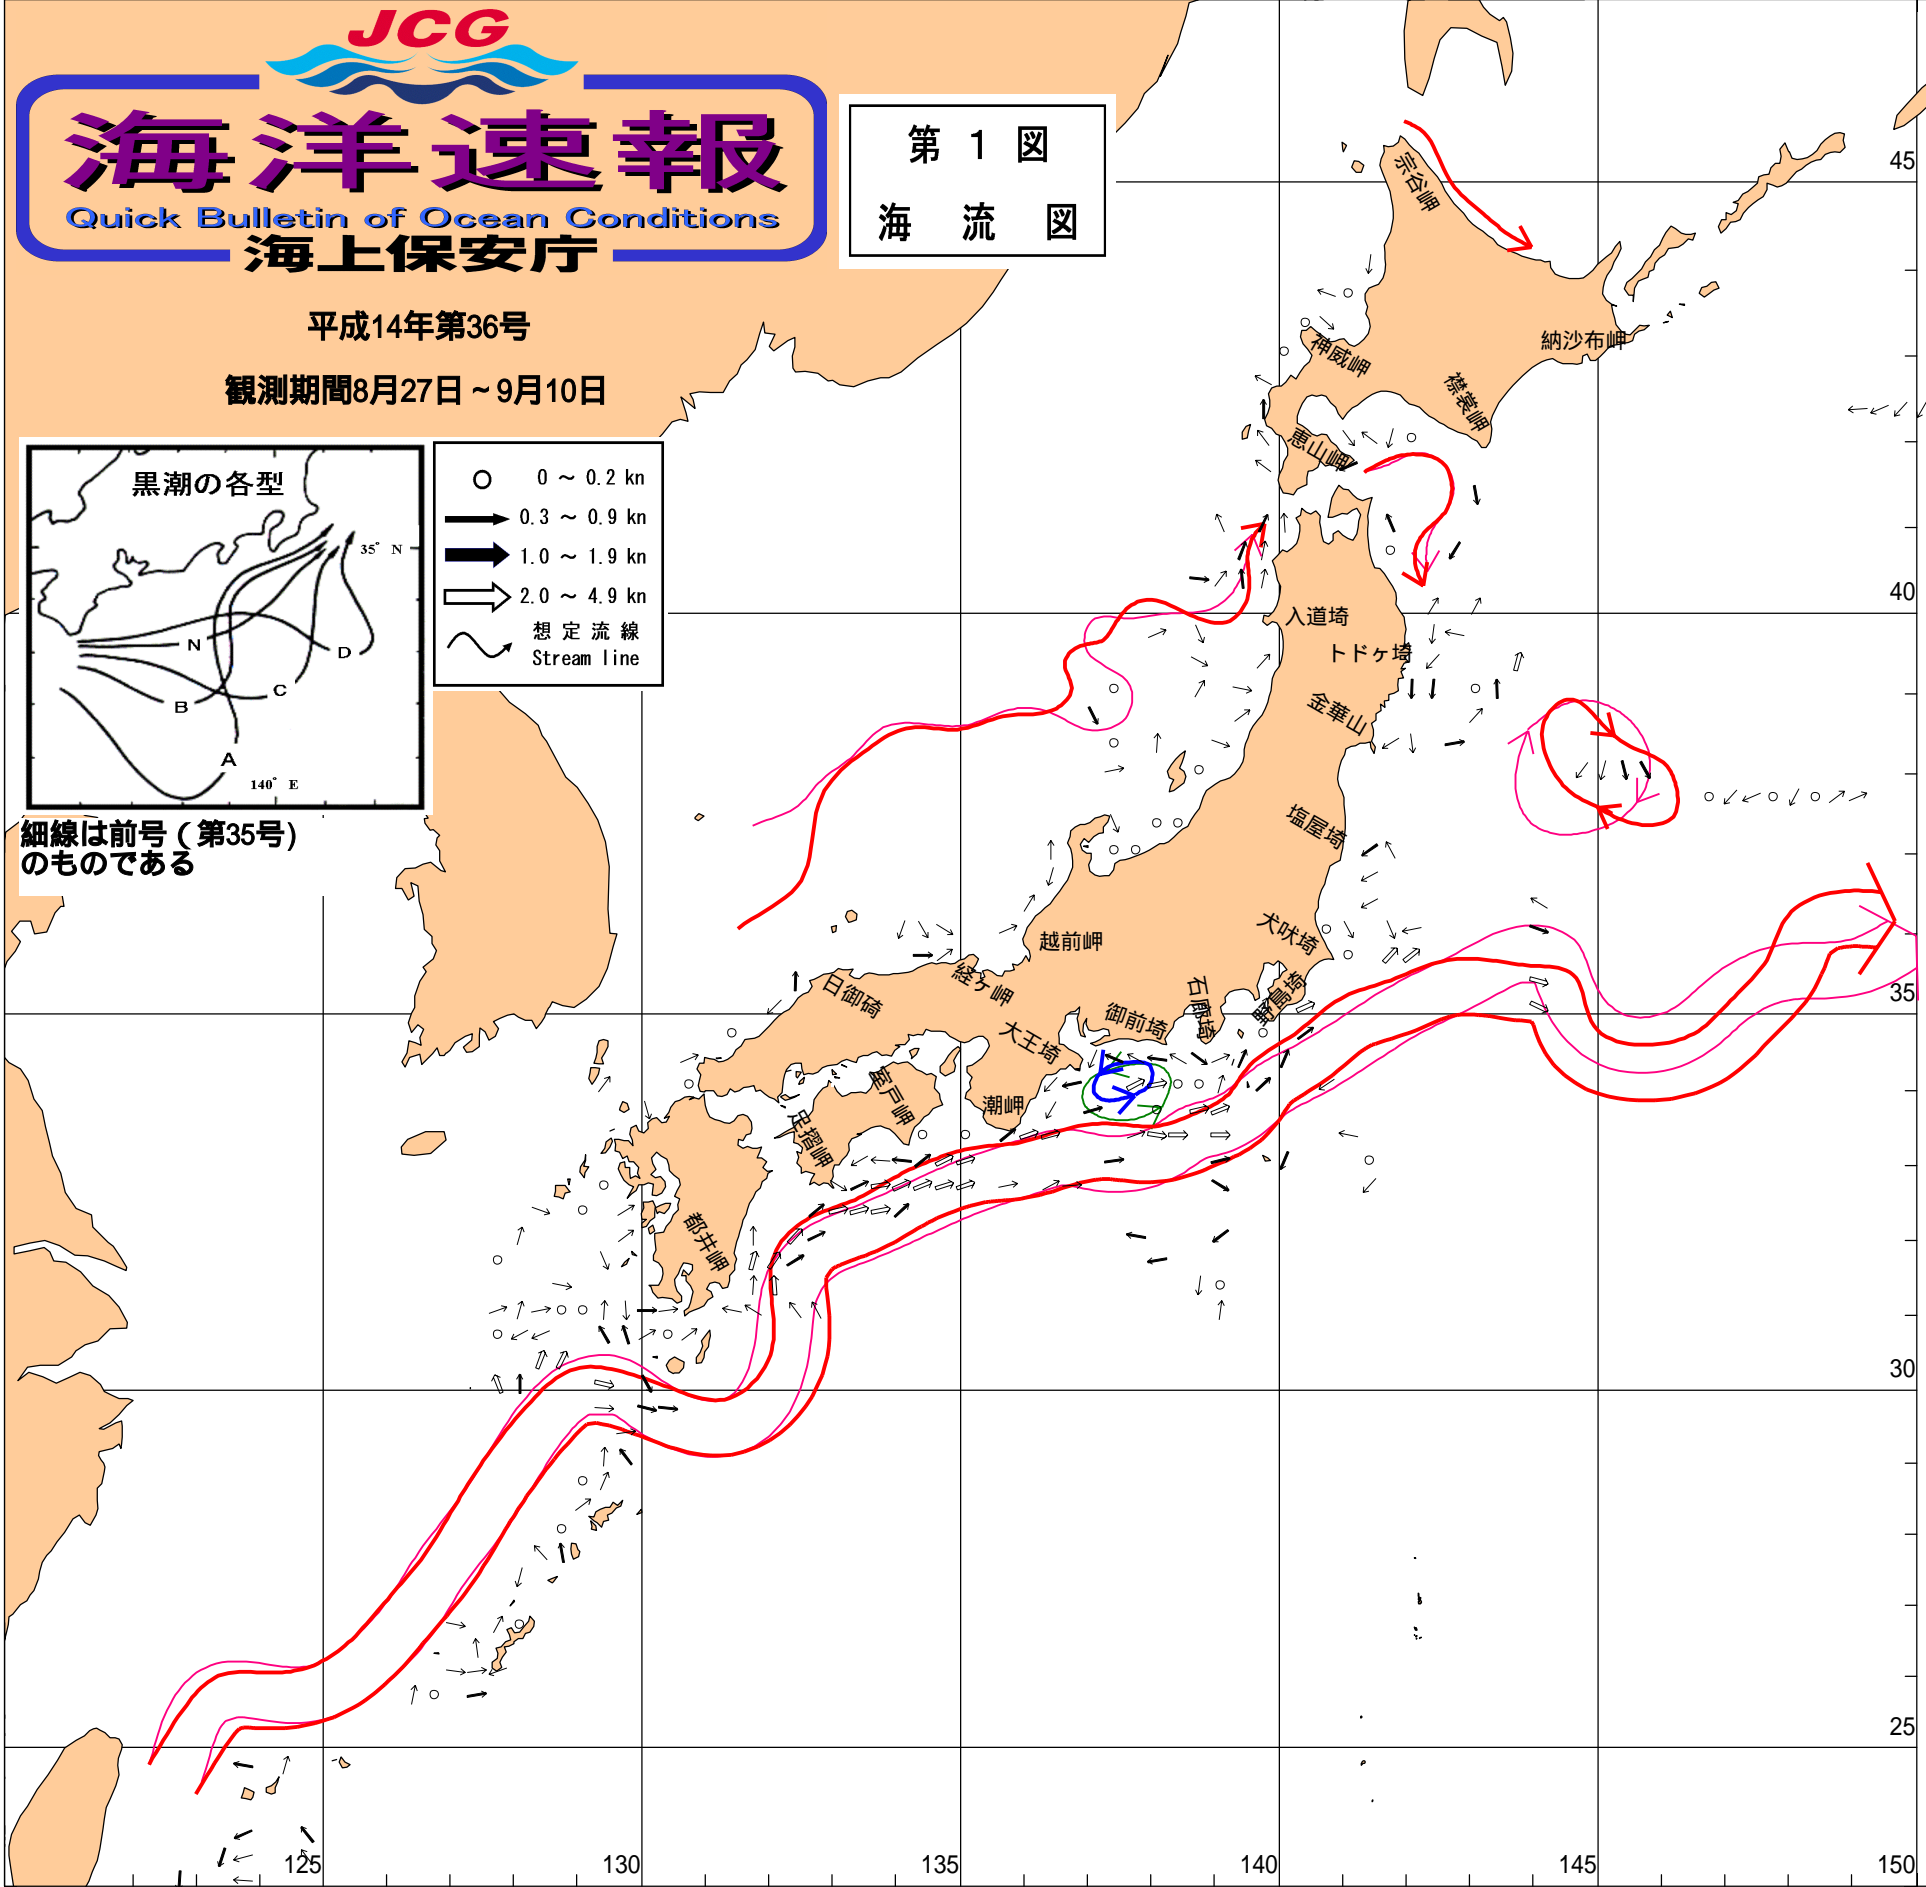 JCG
海洋速報
Quick Bulletin of Ocean Conditions
海上保安庁
平成14年第36号
観測期間8月27日～9月10日
第 1 図
海 流 図
黒潮の各型
35° N
N
D
B
C
A
140° E
0 ～ 0.2 kn
0.3 ～ 0.9 kn
1.0 ～ 1.9 kn
2.0 ～ 4.9 kn
想 定 流 線
Stream line
細線は前号（第35号)
のものである
宗谷岬
神威岬
納沙布岬
襟裳岬
恵山岬
入道埼
トドヶ埼
金華山
塩屋埼
犬吠埼
越前岬
経ヶ岬
日御碕
石廊埼
御前埼
大王埼
室戸岬
潮岬
足摺岬
都井岬
45
40
35
30
25
125
130
135
140
145
150